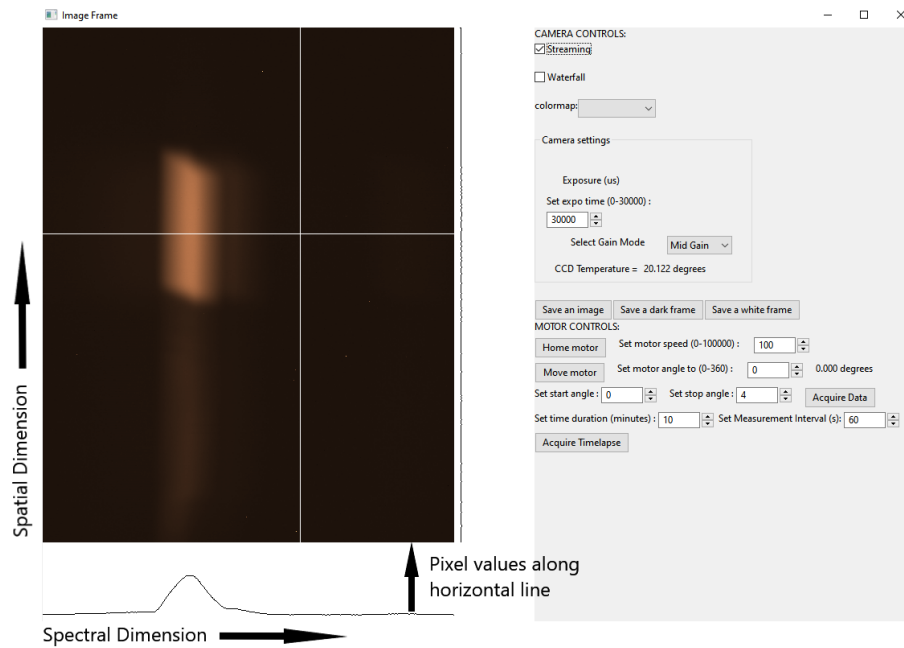 Image Frame
CAMERA CONTROLS:
Streaming
Waterfall
colormap:
Camera settings
Exposure (us)
Set expo time (0-30000) :
30000
Select Gain Mode Mid Gain
CCD Temperature = 20.122 degrees
Save an image Save a dark frame Save a white frame
MOTOR CONTROLS:
Home motor Set motor speed (0-100000) : 100
Move motor Set motor angle to (0-360) : 0 0.000 degrees
Set start angle : 0 Set stop angle : 4 Acquire Data
Set time duration (minutes) : 10 Set Measurement Interval (s): 60
Acquire Timelapse
Spatial Dimension
Pixel values along
horizontal line
Spectral Dimension